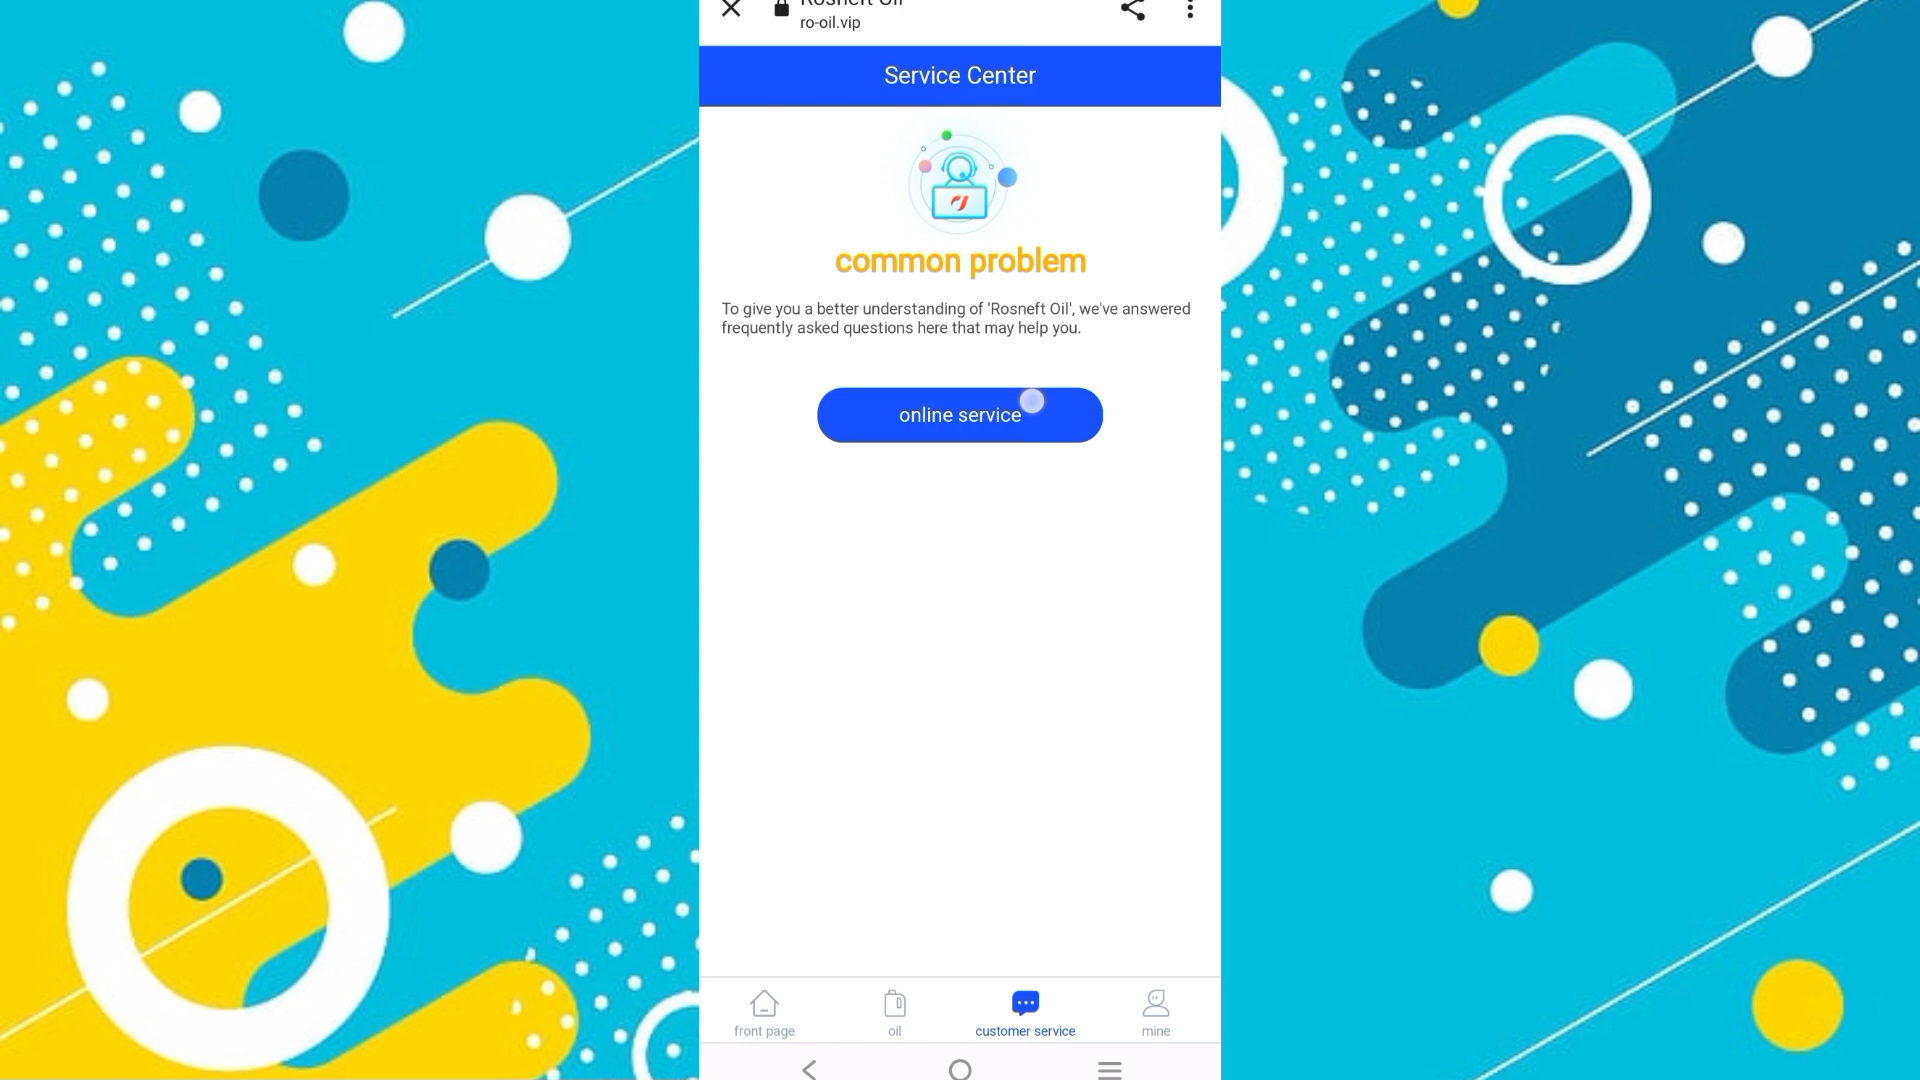 Rosneft Oil
ro-oil.vip
Service Center
common problem
To give you a better understanding of 'Rosneft Oil', we've answered
frequently asked questions here that may help you.
online service
front page
oil
customer service
mine